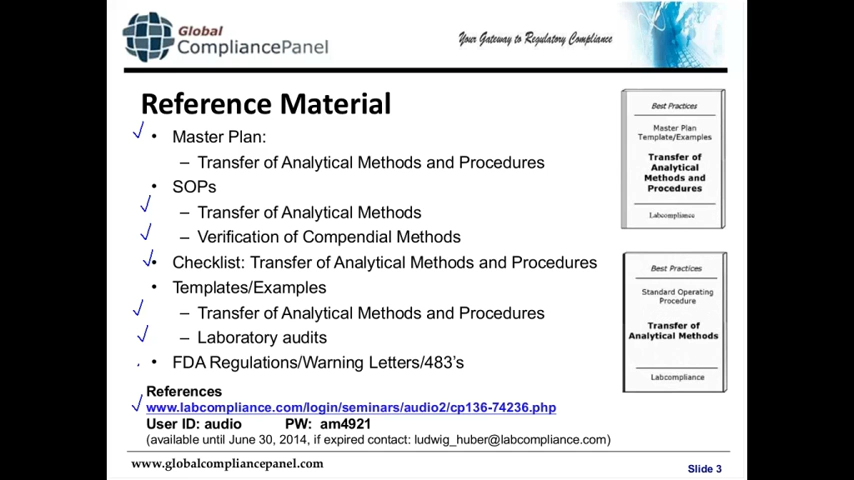 Global
CompliancePanel
Your Gateway to Regulatory Compliance
Reference Material
• Master Plan:
– Transfer of Analytical Methods and Procedures
• SOPs
– Transfer of Analytical Methods
– Verification of Compendial Methods
• Checklist: Transfer of Analytical Methods and Procedures
• Templates/Examples
– Transfer of Analytical Methods and Procedures
– Laboratory audits
• FDA Regulations/Warning Letters/483's
References
www.labcompliance.com/login/seminars/audio2/cp136-74236.php
User ID: audio PW: am4921
(available until June 30, 2014, if expired contact: ludwig_huber@labcompliance.com)
Best Practices
Master Plan
Template/Examples
Transfer of
Analytical
Methods and
Procedures
Labcompliance
Best Practices
Standard Operating
Procedure
Transfer of
Analytical Methods
Labcompliance
www.globalcompliancepanel.com
Slide 3